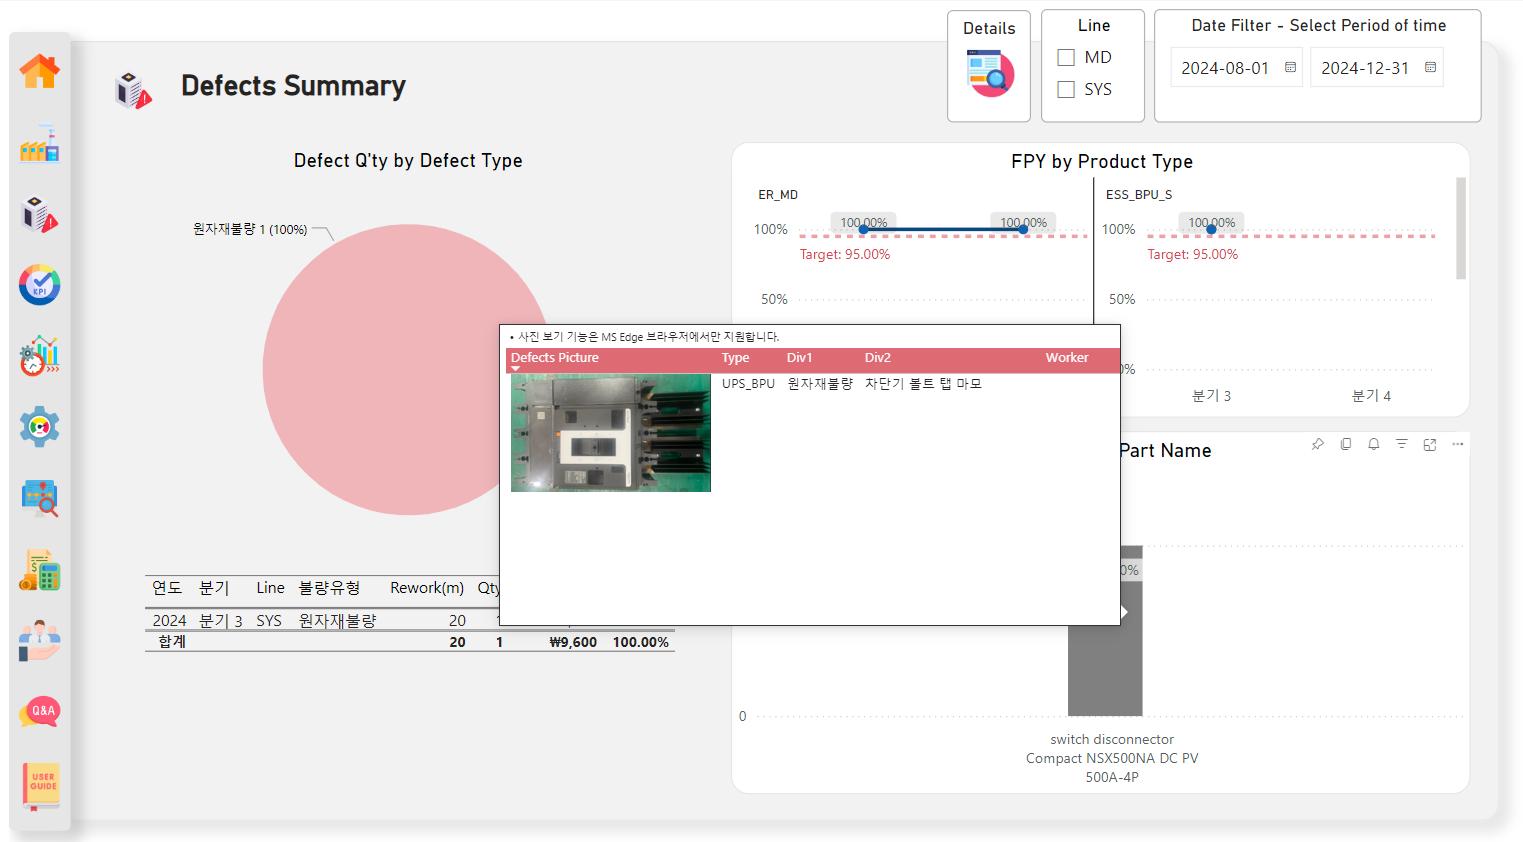 Details
Line
MD
SYS
Date Filter - Select Period of time
2024-08-01
2024-12-31
Defects Summary
KPI
Q&A
USER
GUIDE
Defect Q'ty by Defect Type
원자재불량 1 (100%)
FPY by Product Type
ER_MD
ESS_BPU_S
100%
100.00%
100.00%
100%
100.00%
Target: 95.00%
Target: 95.00%
50%
50%
0%
분기 3
분기 4
• 사진 보기 기능은 MS Edge 브라우저에서만 지원합니다.
Defects Picture
Type
Div1
Div2
Worker
UPS_BPU
원자재불량
차단기 볼트 탭 마모
Part Name
0%
0
switch disconnector
Compact NSX500NA DC PV
500A-4P
연도 분기 Line 불량유형 Rework(m) Qty
2024 분기 3 SYS 원자재불량 20
합계 20 1 ₩9,600 100.00%